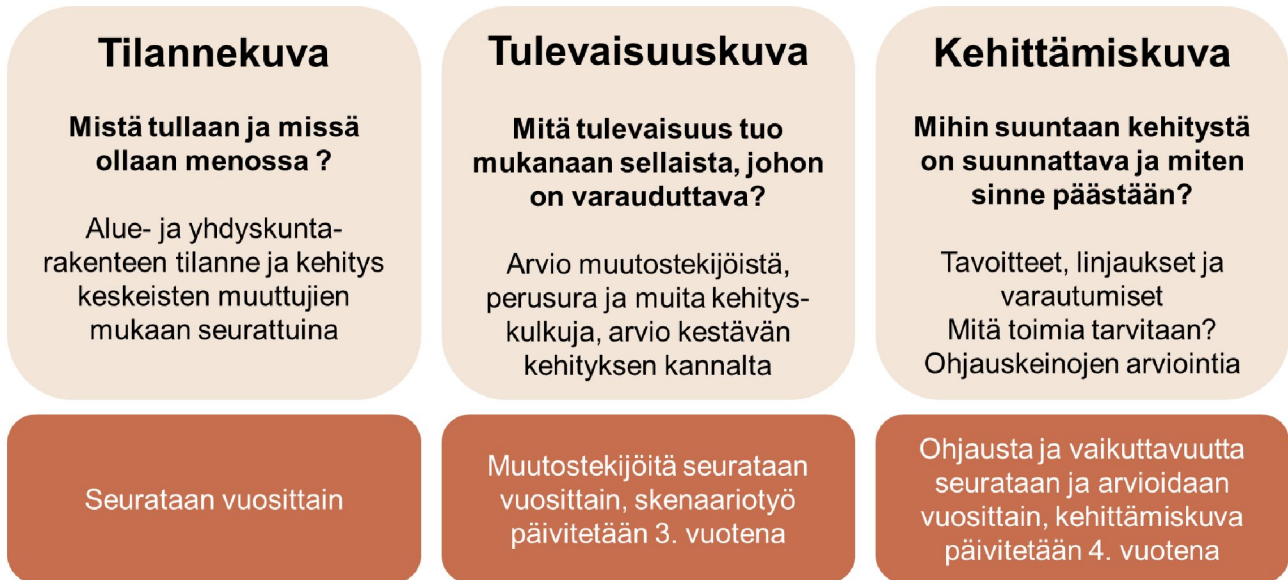 Tilannekuva
Mistä tullaan ja missä
ollaan menossa ?
Alue- ja yhdyskunta-
rakenteen tilanne ja kehitys
keskeisten muuttujien
mukaan seurattuina
Seurataan vuosittain
Tulevaisuuskuva
Mitä tulevaisuus tuo
mukanaan sellaista, johon
on varauduttava?
Arvio muutostekijöistä,
perusura ja muita kehitys-
kulkuja, arvio kestävän
kehityksen kannalta
Muutostekijöitä seurataan
vuosittain, skenaariotyö
päivitetään 3. vuotena
Kehittämiskuva
Mihin suuntaan kehitystä
on suunnattava ja miten
sinne päästään?
Tavoitteet, linjaukset ja
varautumiset
Mitä toimia tarvitaan?
Ohjauskeinojen arviointia
Ohjausta ja vaikuttavuutta
seurataan ja arvioidaan
vuosittain, kehittämiskuva
päivitetään 4. vuotena